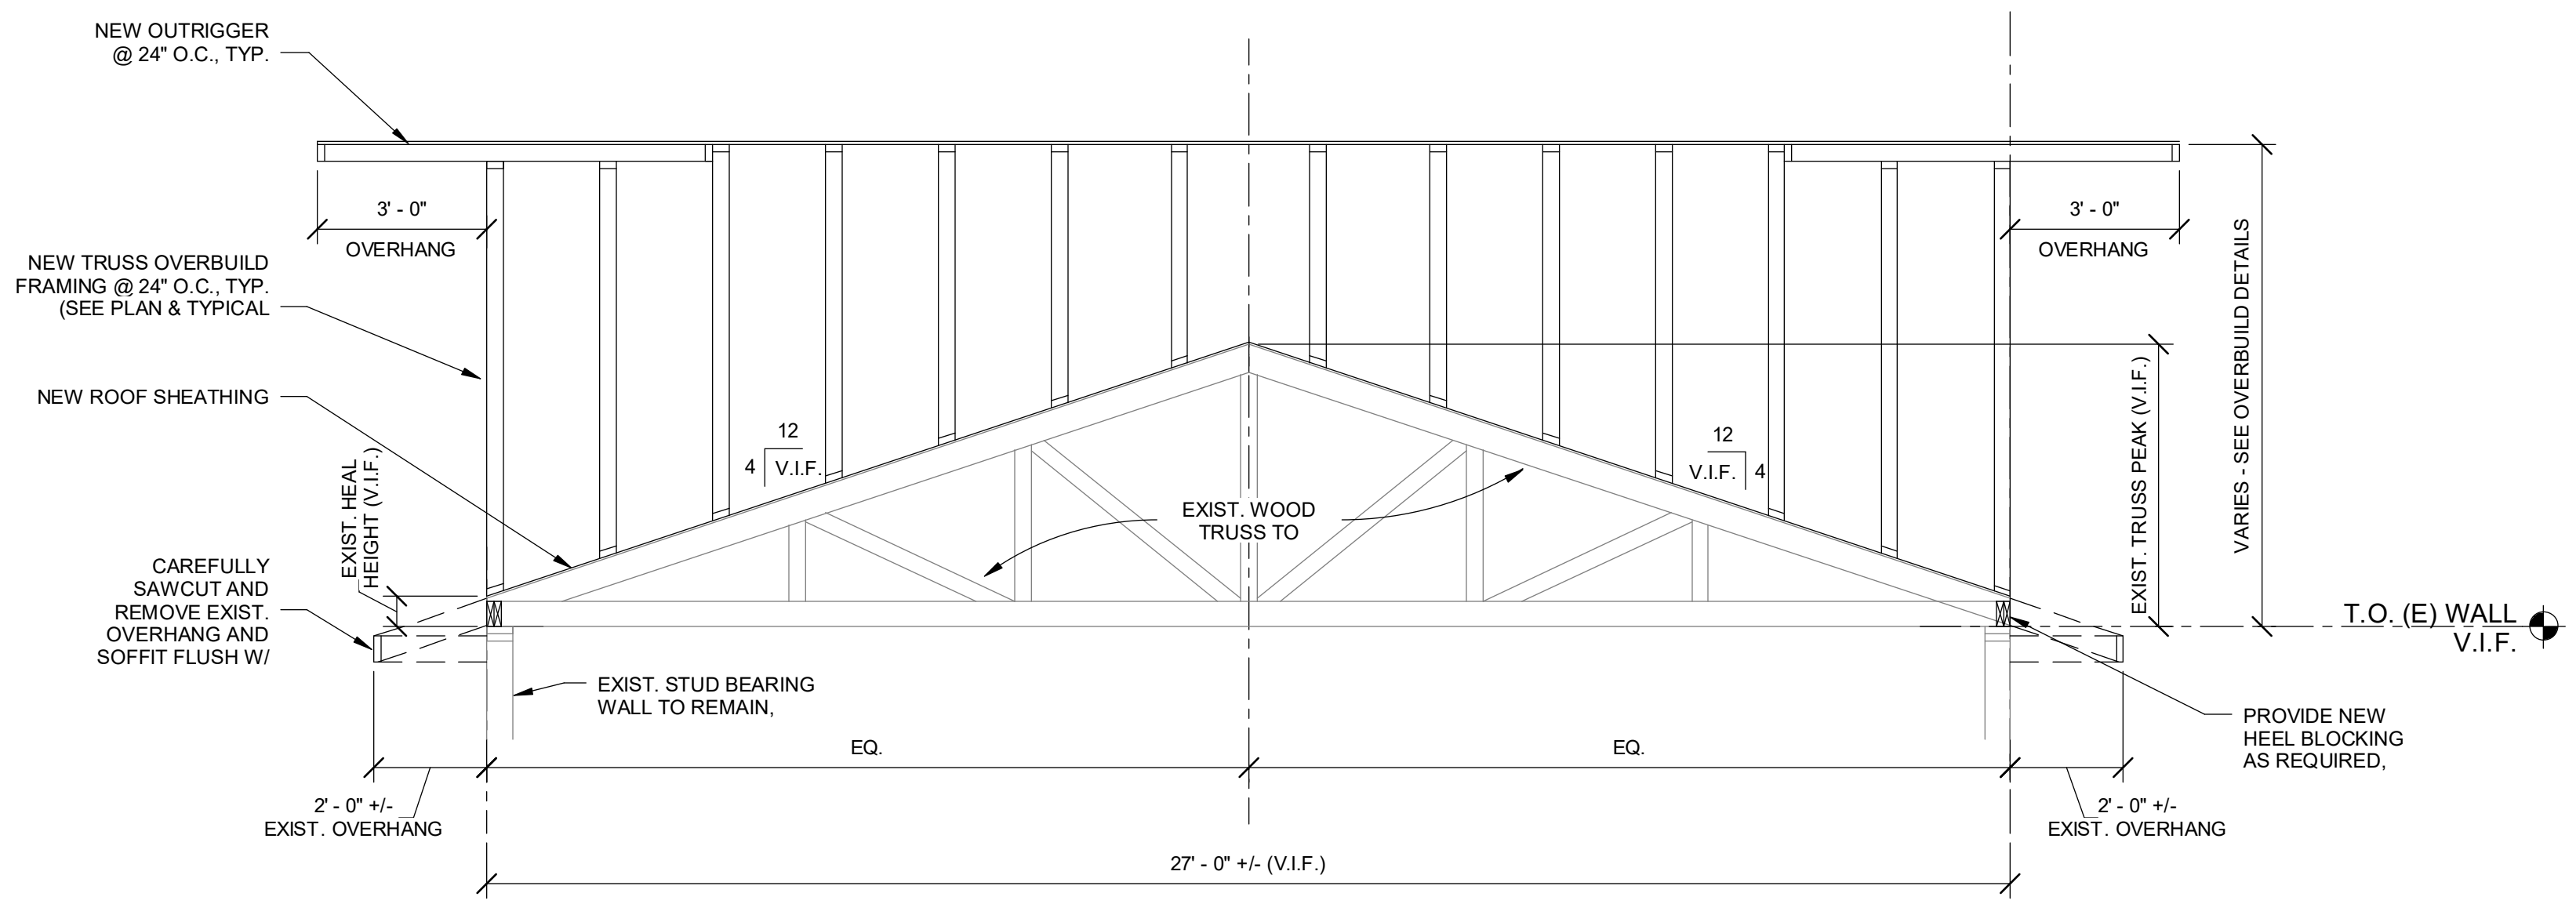 NEW OUTRIGGER
@ 24" O.C., TYP.
3' - 0"
OVERHANG
3' - 0"
OVERHANG
NEW TRUSS OVERBUILD
FRAMING @ 24" O.C., TYP.
(SEE PLAN & TYPICAL
NEW ROOF SHEATHING
12
4
V.I.F.
12
V.I.F.
4
EXIST. HEAL
HEIGHT (V.I.F.)
EXIST. WOOD
TRUSS TO
EXIST. TRUSS PEAK (V.I.F.)
VARIES - SEE OVERBUILD DETAILS
CAREFULLY
SAWCUT AND
REMOVE EXIST.
OVERHANG AND
SOFFIT FLUSH W/
T.O. (E) WALL
V.I.F.
EXIST. STUD BEARING
WALL TO REMAIN,
PROVIDE NEW
HEEL BLOCKING
AS REQUIRED,
EQ.
EQ.
2' - 0" +/-
EXIST. OVERHANG
2' - 0" +/-
EXIST. OVERHANG
27' - 0" +/- (V.I.F.)